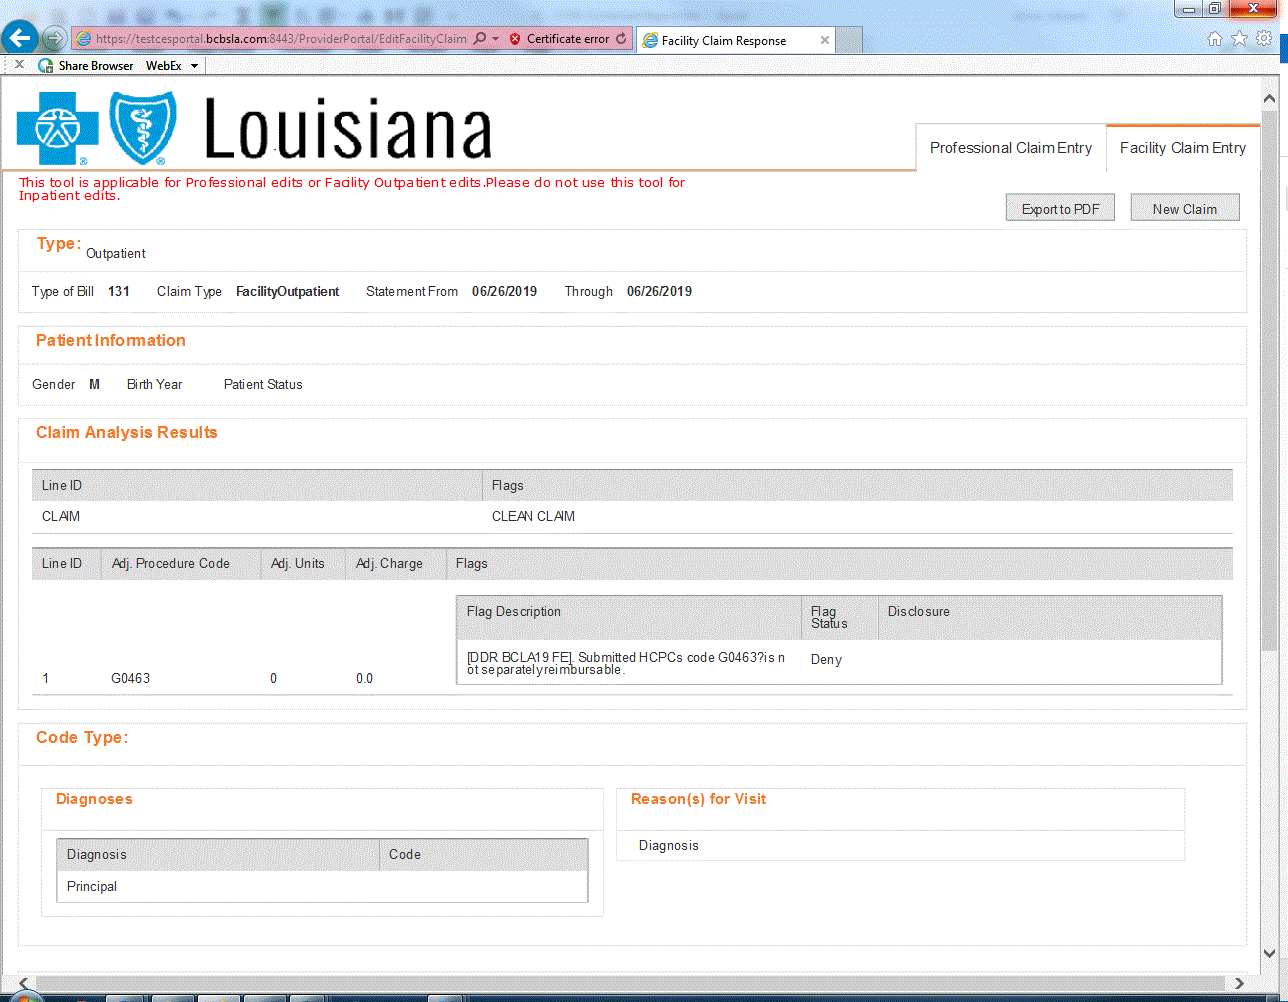 https://testcesportal.bcbsla.com:8443/ProviderPortal/EditFacilityClaim
Certificate error
Facility Claim Response
Share Browser WebEx
Louisiana
Professional Claim Entry
Facility Claim Entry
This tool is applicable for Professional edits or Facility Outpatient edits.Please do not use this tool for
Inpatient edits.
Export to PDF
New Claim
Type: Outpatient
Type of Bill 131 Claim Type FacilityOutpatient Statement From 06/26/2019 Through 06/26/2019
Patient Information
Gender M Birth Year Patient Status
Claim Analysis Results
Line ID Flags
CLAIM CLEAN CLAIM
Line ID Adj. Procedure Code Adj. Units Adj. Charge Flags
Flag Description Flag Status Disclosure
[DDR BCLA19 FE]. Submitted HCPCs code G0463?is n
ot separatelyreimbursable.
Deny
1 G0463 0 0.0
Code Type:
Diagnoses
Diagnosis Code
Principal
Reason(s) for Visit
Diagnosis